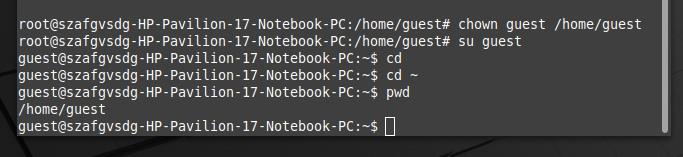 root@szafgvsdg-HP-Pavilion-17-Notebook-PC:/home/guest# chown guest /home/guest
root@szafgvsdg-HP-Pavilion-17-Notebook-PC:/home/guest# su guest
guest@szafgvsdg-HP-Pavilion-17-Notebook-PC:~$ cd
guest@szafgvsdg-HP-Pavilion-17-Notebook-PC:~$ cd ~
guest@szafgvsdg-HP-Pavilion-17-Notebook-PC:~$ pwd
/home/guest
guest@szafgvsdg-HP-Pavilion-17-Notebook-PC:~$